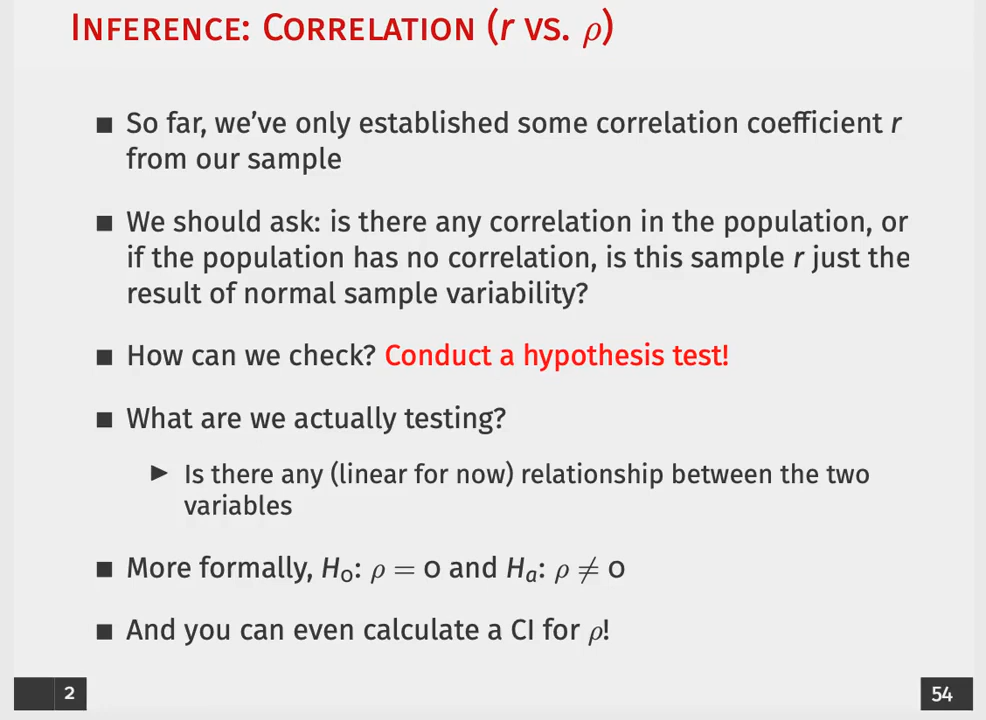 INFERENCE: CORRELATION (r VS. ρ)
■ So far, we've only established some correlation coefficient r
from our sample
■ We should ask: is there any correlation in the population, or
if the population has no correlation, is this sample r just the
result of normal sample variability?
■ How can we check? Conduct a hypothesis test!
■ What are we actually testing?
▶ Is there any (linear for now) relationship between the two
variables
■ More formally, H₀: ρ = 0 and Hₐ: ρ ≠ 0
■ And you can even calculate a CI for ρ!
2
54